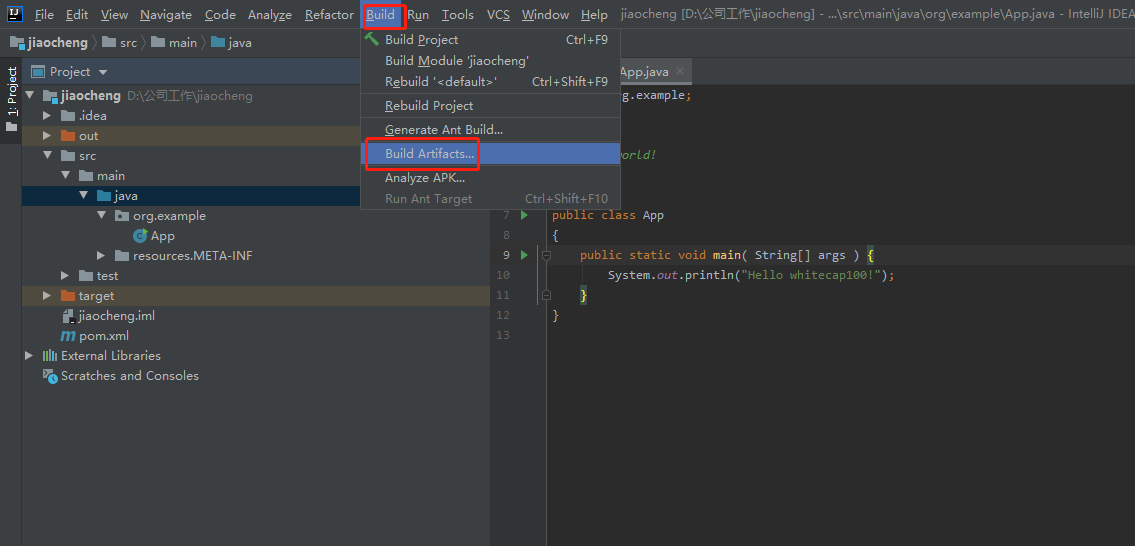 File Edit View Navigate Code Analyze Refactor Build Run Tools VCS Window Help jiaocheng [D:\公司工作\jiaocheng] - ...\src\main\java\org\example\App.java - IntelliJ IDEA
jiaocheng src main java
1: Project
Project
jiaocheng D:\公司工作\jiaocheng
.idea
out
src
main
java
org.example
App
resources.META-INF
test
target
jiaocheng.iml
pom.xml
External Libraries
Scratches and Consoles
Build Project Ctrl+F9
Build Module 'jiaocheng'
Rebuild '<default>' Ctrl+Shift+F9
Rebuild Project
Generate Ant Build...
Build Artifacts...
Analyze APK...
Run Ant Target Ctrl+Shift+F10
App.java
rg.example;
orld!
7 public class App
8 {
9 public static void main( String[] args ) {
10 System.out.println("Hello whitecap100!");
11 }
12 }
13